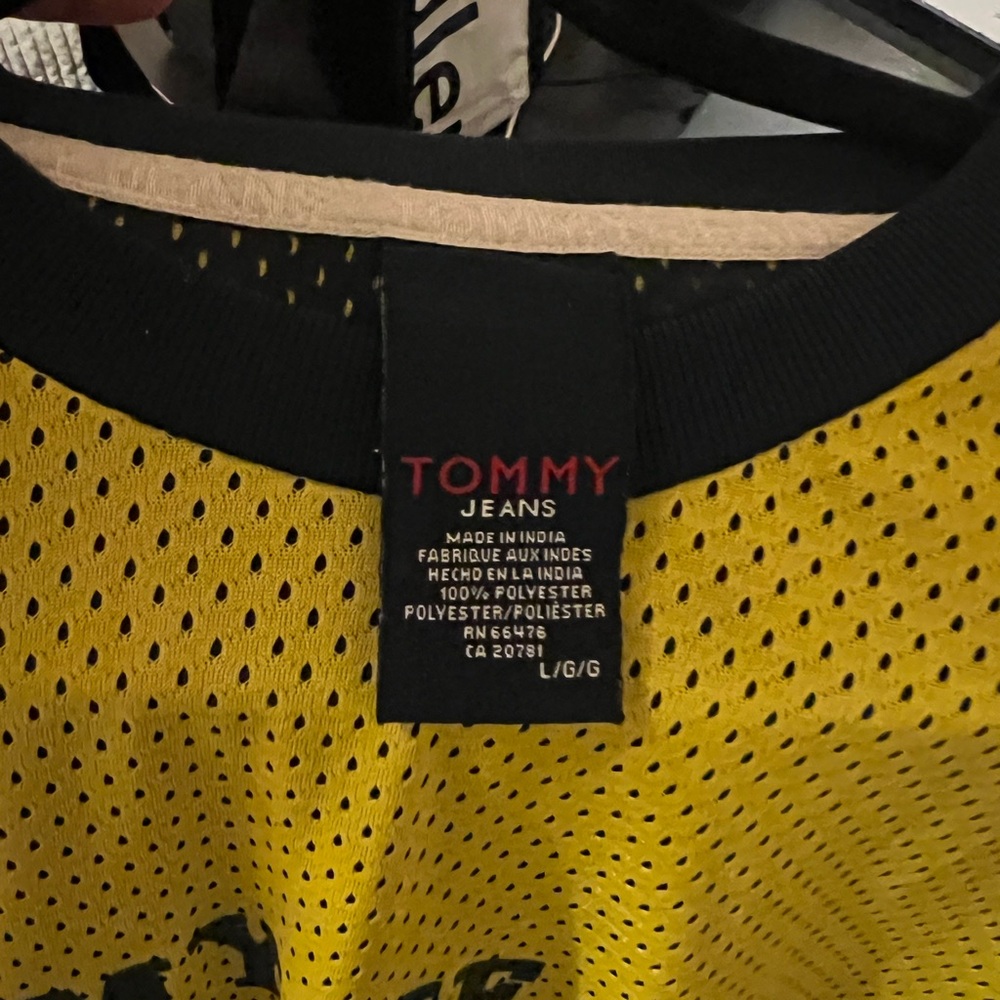 TOMMY
JEANS
MADE IN INDIA
FABRIQUE AUX INDES
HECHO EN LA INDIA
100% POLYESTER
POLYESTER/POLIÈSTER
RN 66476
CA 20781
L/G/G